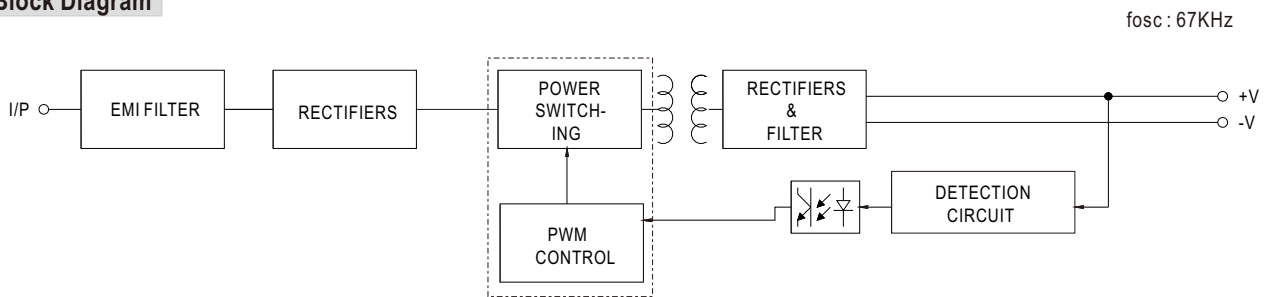 Block Diagram
fosc : 67KHz
I/P
EMI FILTER
RECTIFIERS
POWER
SWITCH-
ING
RECTIFIERS
&
FILTER
+V
-V
DETECTION
CIRCUIT
PWM
CONTROL